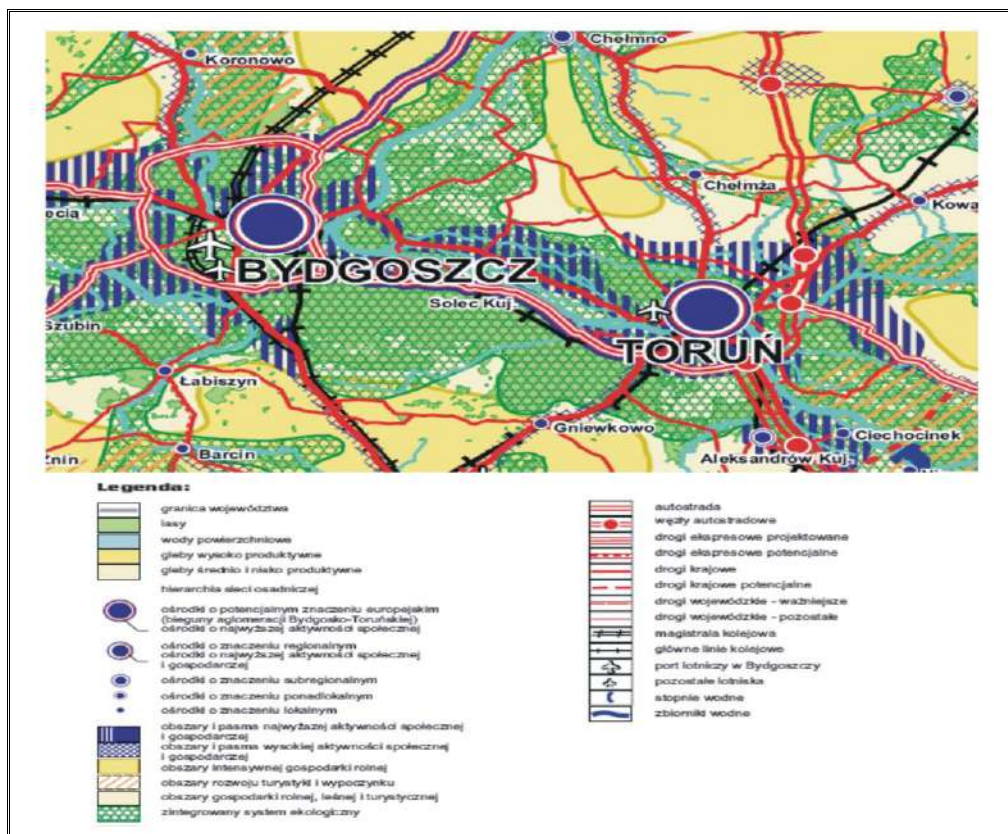 Koronowo
Chełmno
ecią
Chełmża
Kowa
BYDGOSZCZ
Solec Kuj.
TORUŃ
Szubin
Łabiszyn
Gniewkowo
Ciechocinek
Aleksandrów Kuj.
Żnin
Barcin
Legenda:
granica województwa
lasy
wody powierzchniowe
gleby wysoko produktywne
gleby średnio i nisko produktywne
hierarchia sieci osadniczej
ośrodki o potencjalnym znaczeniu europejskim
(bieguny aglomeracji Bydgosko-Toruńskiej)
ośrodki o najwyższej aktywności społecznej
ośrodki o znaczeniu regionalnym
ośrodki o najwyższej aktywności społecznej
i gospodarczej
ośrodki o znaczeniu subregionalnym
ośrodki o znaczeniu ponadlokalnym
ośrodki o znaczeniu lokalnym
obszary i pasma najwyższej aktywności społecznej
i gospodarczej
obszary i pasma wysokiej aktywności społecznej
i gospodarczej
obszary intensywnej gospodarki rolnej
obszary rozwoju turystyki i wypoczynku
obszary gospodarki rolnej, leśnej i turystycznej
zintegrowany system ekologiczny
autostrada
węzły autostradowe
drogi ekspresowe projektowane
drogi ekspresowe potencjalne
drogi krajowe
drogi krajowe potencjalne
drogi wojewódzkie - ważniejsze
drogi wojewódzkie - pozostałe
magistrala kolejowa
główne linie kolejowe
port lotniczy w Bydgoszczy
pozostałe lotniska
stopnie wodne
zbiorniki wodne